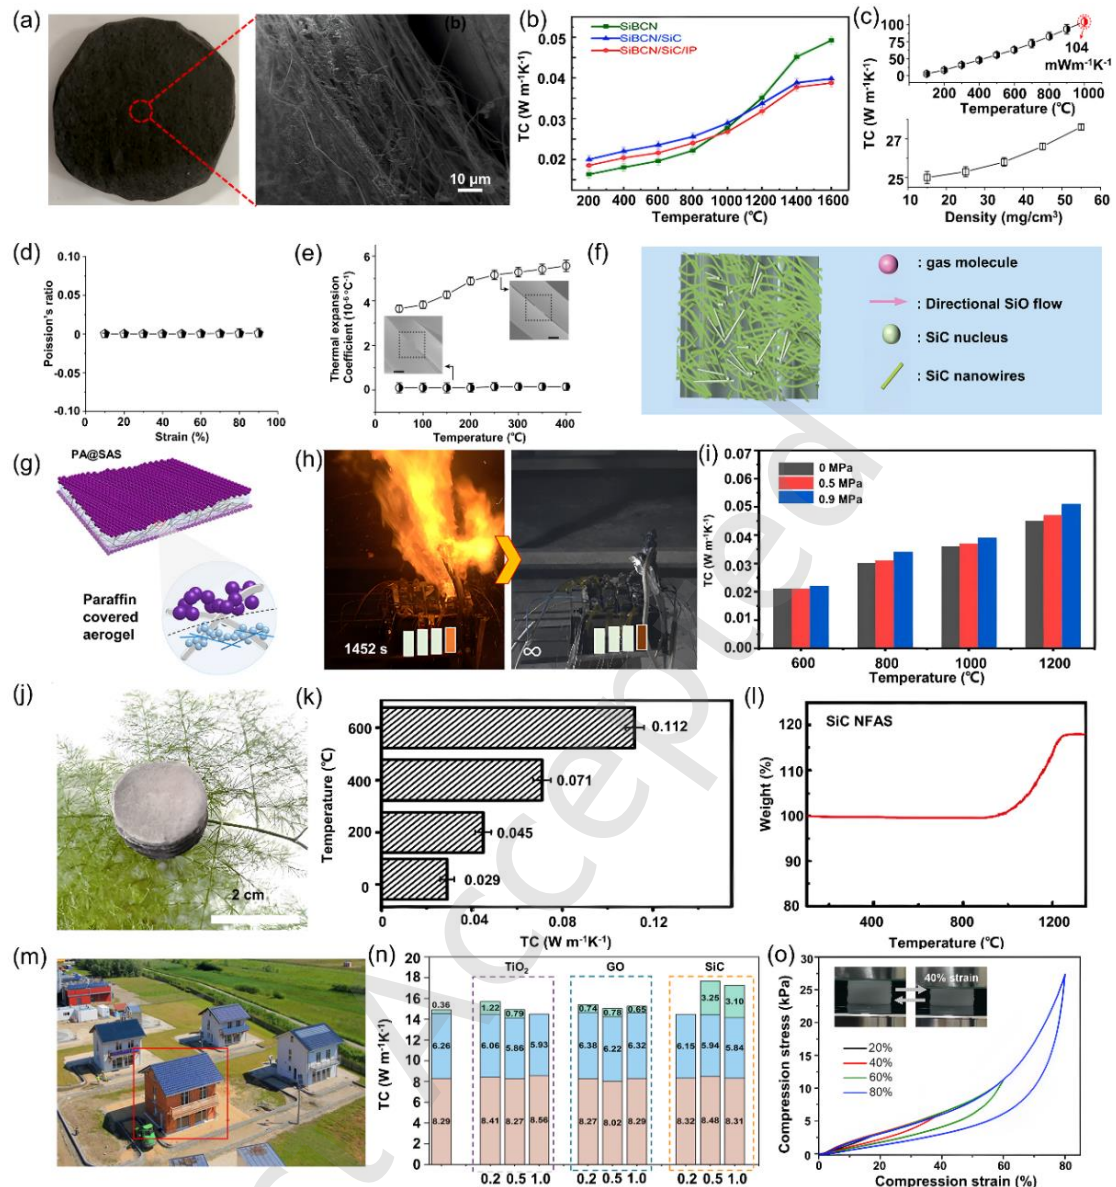 (a)
(b)
10 μm
(b)
TC (W m⁻¹K⁻¹)
0.05
0.04
0.03
0.02
SiBCN
SiBCN/SiC
SiBCN/SiC/IP
200 400 600 800 1000 1200 1400 1600
Temperature (℃)
(c)
TC (W m⁻¹K⁻¹)
100
75
50
25
0
104
mWm⁻¹K⁻¹
200 400 600 800 1000
Temperature (℃)
27
25
10 20 30 40 50 60
Density (mg/cm³)
(d)
Poission's ratio
0.10
0.05
0
-0.05
-0.10
0 20 40 60 80 100
Strain (%)
(e)
Thermal expansion
Coefficient (10⁻⁶ °C⁻¹)
6
4
2
0
0 100 200 300 400
Temperature (℃)
(f)
: gas molecule
: Directional SiO flow
: SiC nucleus
: SiC nanowires
(g)
PA@SAS
Paraffin
covered
aerogel
(h)
1452 s
∞
(i)
TC (W m⁻¹K⁻¹)
0.07
0.06
0.05
0.04
0.03
0.02
0.01
0.00
0 MPa
0.5 MPa
0.9 MPa
600 800 1000 1200
Temperature (℃)
(j)
2 cm
(k)
Temperature (℃)
600
400
200
0
0.112
0.071
0.045
0.029
0 0.04 0.08 0.12
TC (W m⁻¹K⁻¹)
(l)
SiC NFAS
Weight (%)
120
110
100
90
80
400 800 1200
Temperature (℃)
(m)
(n)
TC (W m⁻¹K⁻¹)
20
18
16
14
12
10
8
6
4
2
0
TiO₂ GO SiC
0.36 1.22 0.79 0.74 0.78 0.65 3.25 3.10
6.26 6.06 5.86 5.93 6.38 6.22 6.32 6.15 5.94 5.84
8.29 8.41 8.27 8.56 8.27 8.02 8.29 8.32 8.48 8.31
0.2 0.5 1.0 0.2 0.5 1.0 0.2 0.5 1.0
(o)
Compression stress (kPa)
30
25
20
15
10
5
0
40% strain
20%
40%
60%
80%
0 20 40 60 80
Compression strain (%)
Accepted